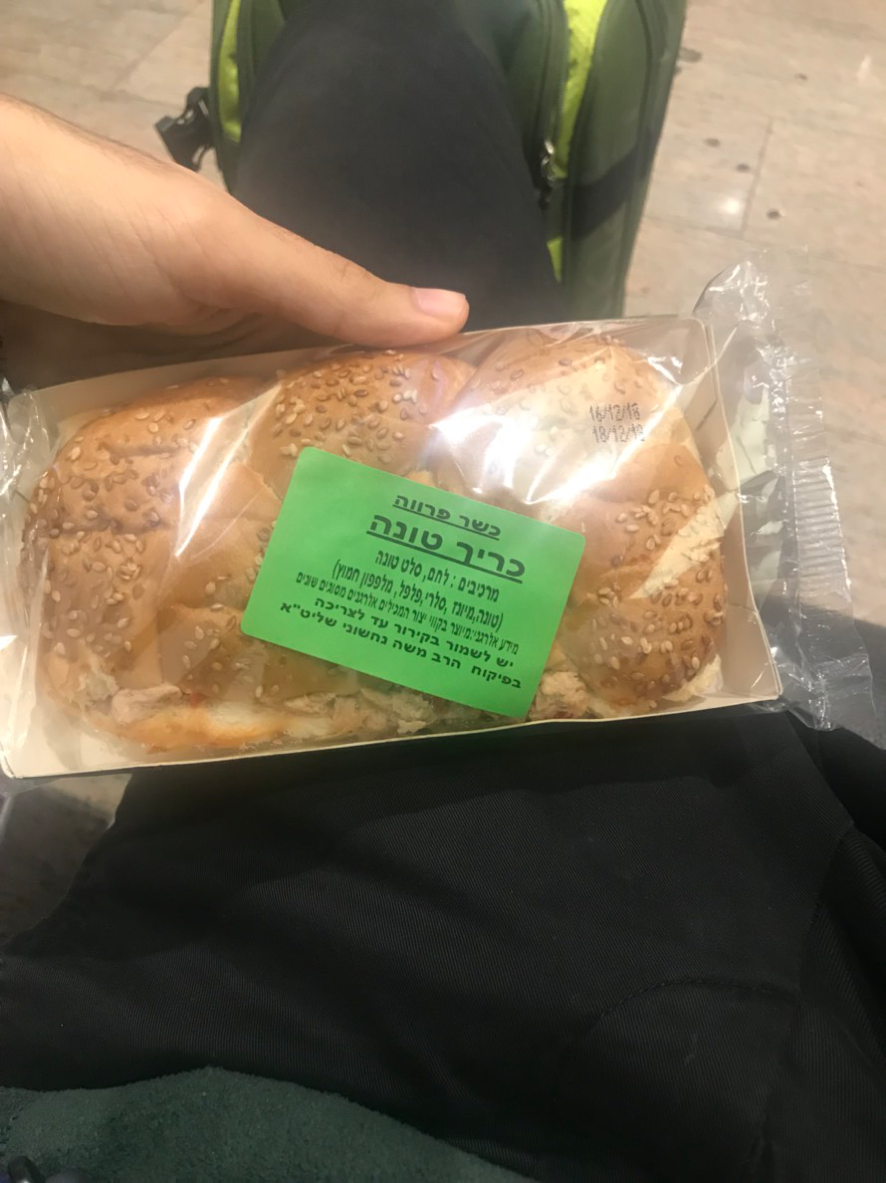 16/12/18
18/12/18
כשר פרווה
כריך טונה
מרכיבים : לחם, סלט טונה
(טונה,מיונז ,סלרי,פלפל, מלפפון חמוץ)
מידע אלרגני:מיוצר בקווי יצור המכילים אלרגנים מסוגים שונים
יש לשמור בקירור עד לצריכה
בפיקוח הרב משה נחשוני שליט"א